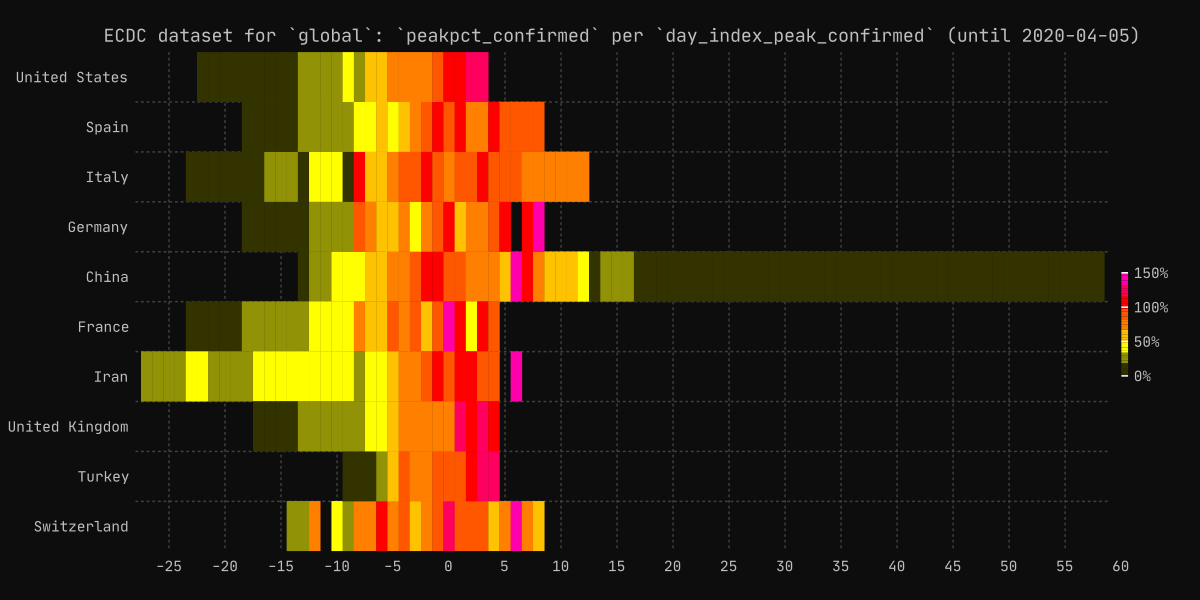 ECDC dataset for `global`: `peakpct_confirmed` per `day_index_peak_confirmed` (until 2020-04-05)
United States
Spain
Italy
Germany
China
France
Iran
United Kingdom
Turkey
Switzerland
150%
100%
50%
0%
-25 -20 -15 -10 -5 0 5 10 15 20 25 30 35 40 45 50 55 60